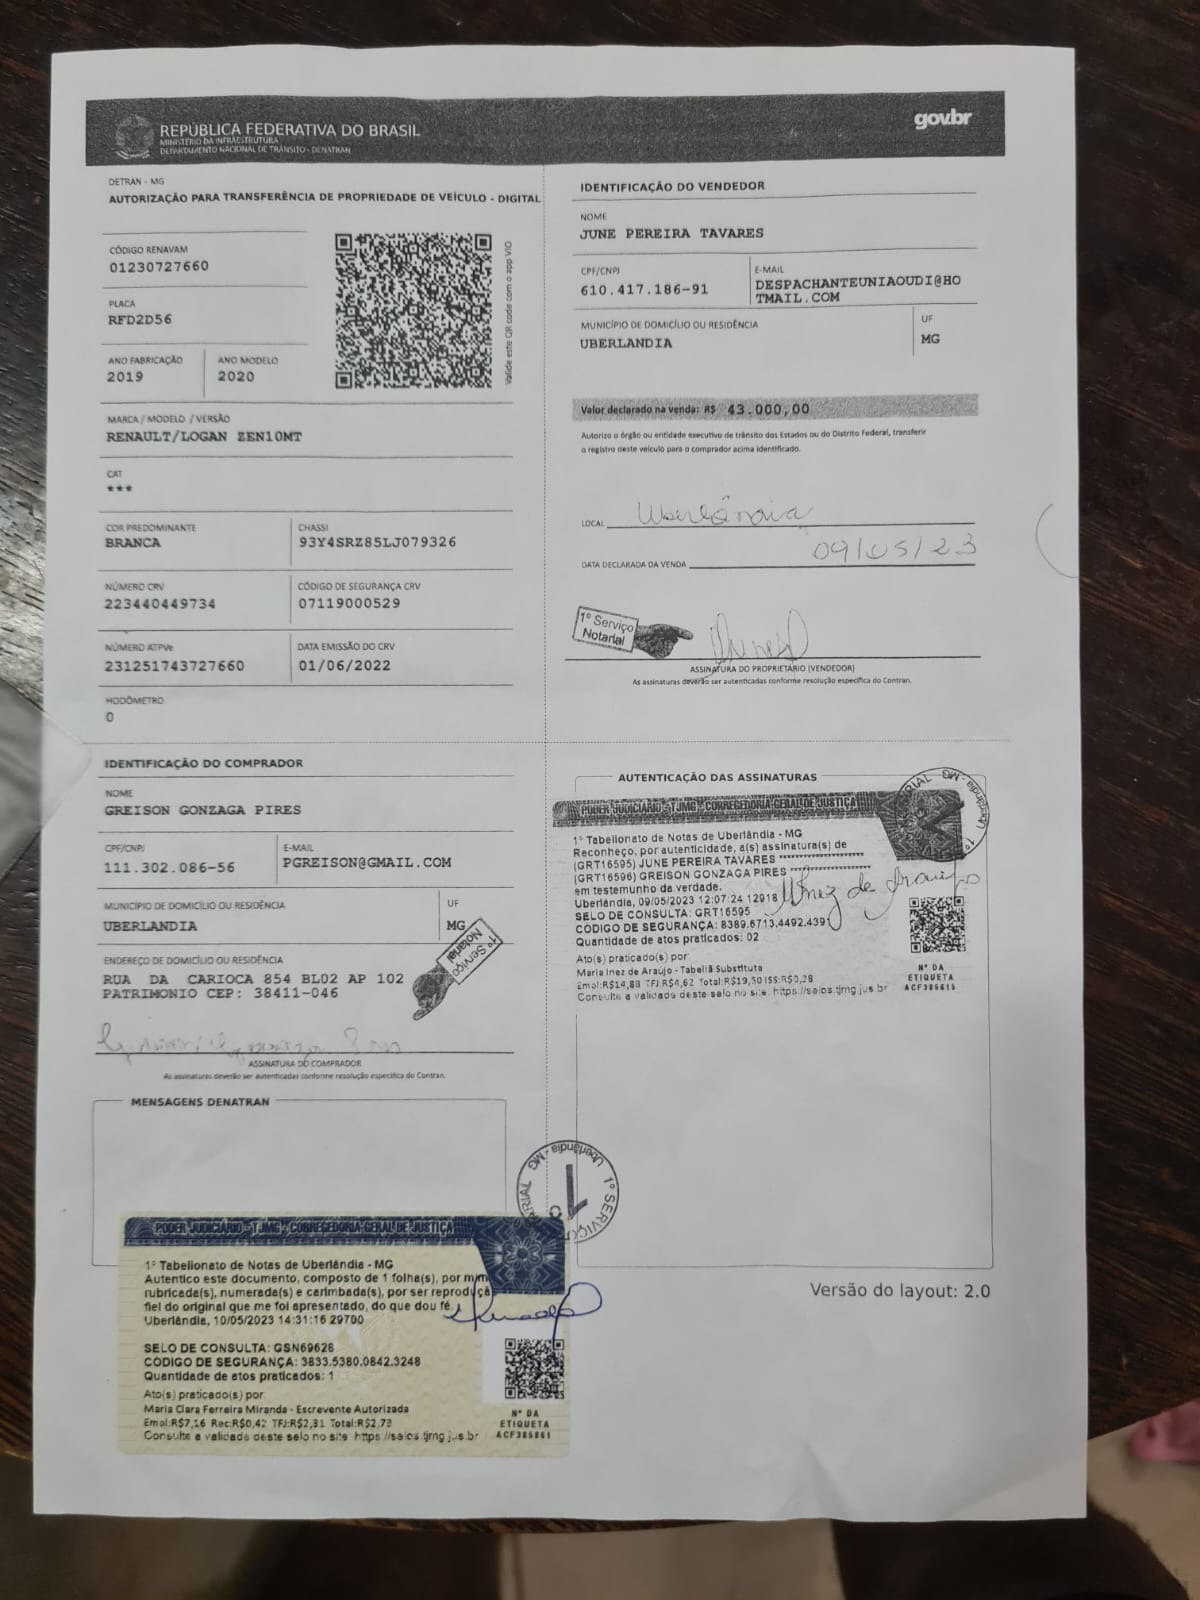 REPÚBLICA FEDERATIVA DO BRASIL
MINISTÉRIO DA INFRAESTRUTURA
DEPARTAMENTO NACIONAL DE TRÂNSITO - DENATRAN
gov.br
DETRAN - MG
AUTORIZAÇÃO PARA TRANSFERÊNCIA DE PROPRIEDADE DE VEÍCULO - DIGITAL
CÓDIGO RENAVAM
01230727660
PLACA
RFD2D56
ANO FABRICAÇÃO ANO MODELO
2019 2020
Valide este QR code com o app VIO
MARCA / MODELO / VERSÃO
RENAULT/LOGAN ZEN10MT
CAT
***
COR PREDOMINANTE CHASSI
BRANCA 93Y4SRZ85LJ079326
NÚMERO CRV CÓDIGO DE SEGURANÇA CRV
223440449734 07119000529
NÚMERO ATPVe DATA EMISSÃO DO CRV
231251743727660 01/06/2022
HODÔMETRO
0
IDENTIFICAÇÃO DO VENDEDOR
NOME
JUNE PEREIRA TAVARES
CPF/CNPJ E-MAIL
610.417.186-91 DESPACHANTEUNIAOUDI@HO
TMAIL.COM
MUNICÍPIO DE DOMICÍLIO OU RESIDÊNCIA UF
UBERLANDIA MG
Valor declarado na venda: R$ 43.000,00
Autorizo o órgão ou entidade executivo de trânsito dos Estados ou do Distrito Federal, transferir
o registro deste veículo para o comprador acima identificado.
LOCAL Uberlândia
DATA DECLARADA DA VENDA 09/05/23
1º Serviço
Notarial
ASSINATURA DO PROPRIETÁRIO (VENDEDOR)
As assinaturas deverão ser autenticadas conforme resolução específica do Contran.
IDENTIFICAÇÃO DO COMPRADOR
NOME
GREISON GONZAGA PIRES
CPF/CNPJ E-MAIL
111.302.086-56 PGREISON@GMAIL.COM
MUNICÍPIO DE DOMICÍLIO OU RESIDÊNCIA UF
UBERLANDIA MG
ENDEREÇO DE DOMICÍLIO OU RESIDÊNCIA
RUA DA CARIOCA 854 BL02 AP 102
PATRIMONIO CEP: 38411-046
1º Serviço
Notarial
ASSINATURA DO COMPRADOR
As assinaturas deverão ser autenticadas conforme resolução específica do Contran.
MENSAGENS DENATRAN
AUTENTICAÇÃO DAS ASSINATURAS
PODER JUDICIÁRIO - TJMG - CORREGEDORIA-GERAL DE JUSTIÇA
1º Tabelionato de Notas de Uberlândia - MG
Reconheço, por autenticidade, a(s) assinatura(s) de
(GRT16595) JUNE PEREIRA TAVARES
(GRT16596) GREISON GONZAGA PIRES
em testemunho da verdade.
Uberlândia, 09/05/2023 12:07:24 12918
SELO DE CONSULTA: GRT16595
CODIGO DE SEGURANÇA: 8389.6713.4492.4391
Quantidade de atos praticados: 02
Ato(s) praticado(s) por
Maria Inez de Araújo - Tabeliã Substituta
Emol:R$14,88 TFJ:R$4,62 Total:R$19,50 ISS:R$0,28
Consulte a validade deste selo no site: https://selos.tjmg.jus.br
Inez de Araujo
Nº DA
ETIQUETA
ACF385615
Uberlândia - MG 1º SERVIÇO
PODER JUDICIÁRIO - TJMG - CORREGEDORIA-GERAL DE JUSTIÇA
1º Tabelionato de Notas de Uberlândia - MG
Autentico este documento, composto de 1 folha(s), por mim
rubricada(s), numerada(s) e carimbada(s), por ser reprodução
fiel do original que me foi apresentado, do que dou fé.
Uberlândia, 10/05/2023 14:31:16 29700
SELO DE CONSULTA: GSN69628
CODIGO DE SEGURANÇA: 3833.5380.0842.3248
Quantidade de atos praticados: 1
Ato(s) praticado(s) por
Maria Clara Ferreira Miranda - Escrevente Autorizada
Emol:R$7,16 Rec:R$0,42 TFJ:R$2,31 Total:R$2,73
Consulte a validade deste selo no site https://selos.tjmg.jus.br
Nº DA
ETIQUETA
ACF385861
Versão do layout: 2.0